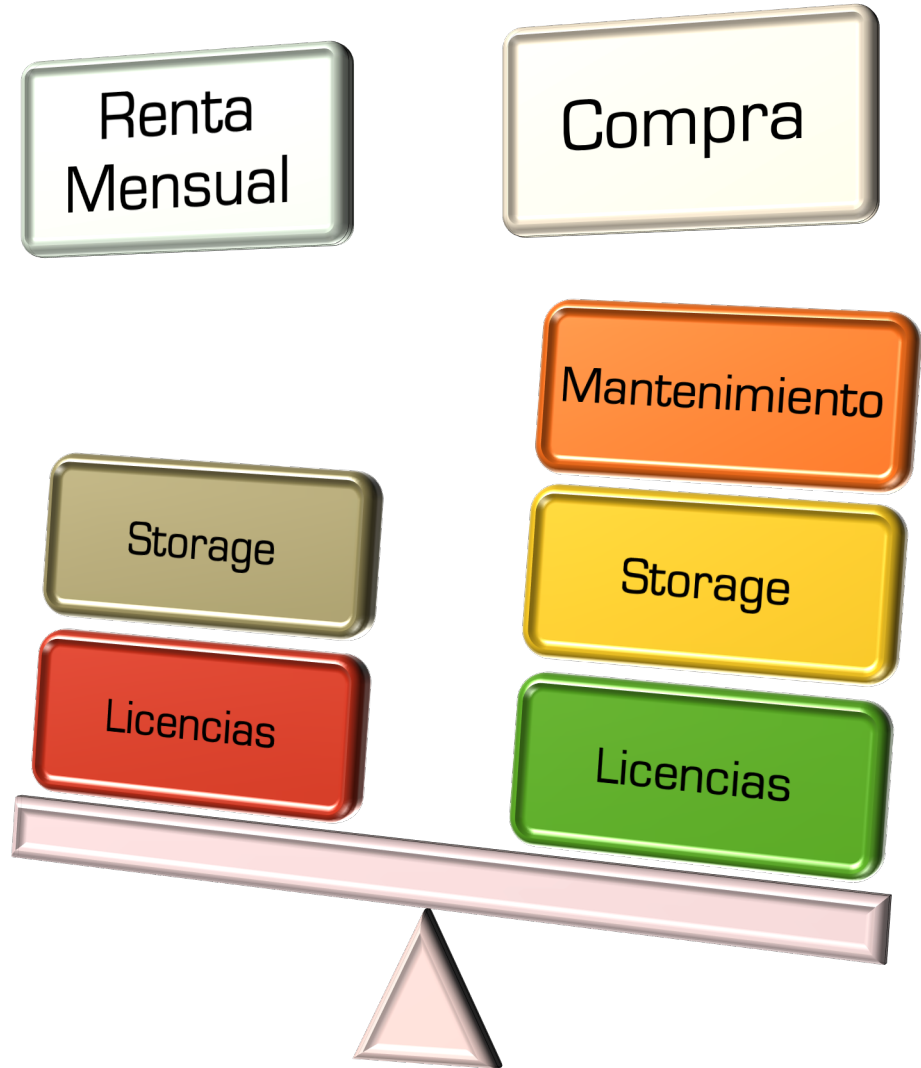 Renta
Mensual
Compra
Mantenimiento
Storage
Storage
Licencias
Licencias